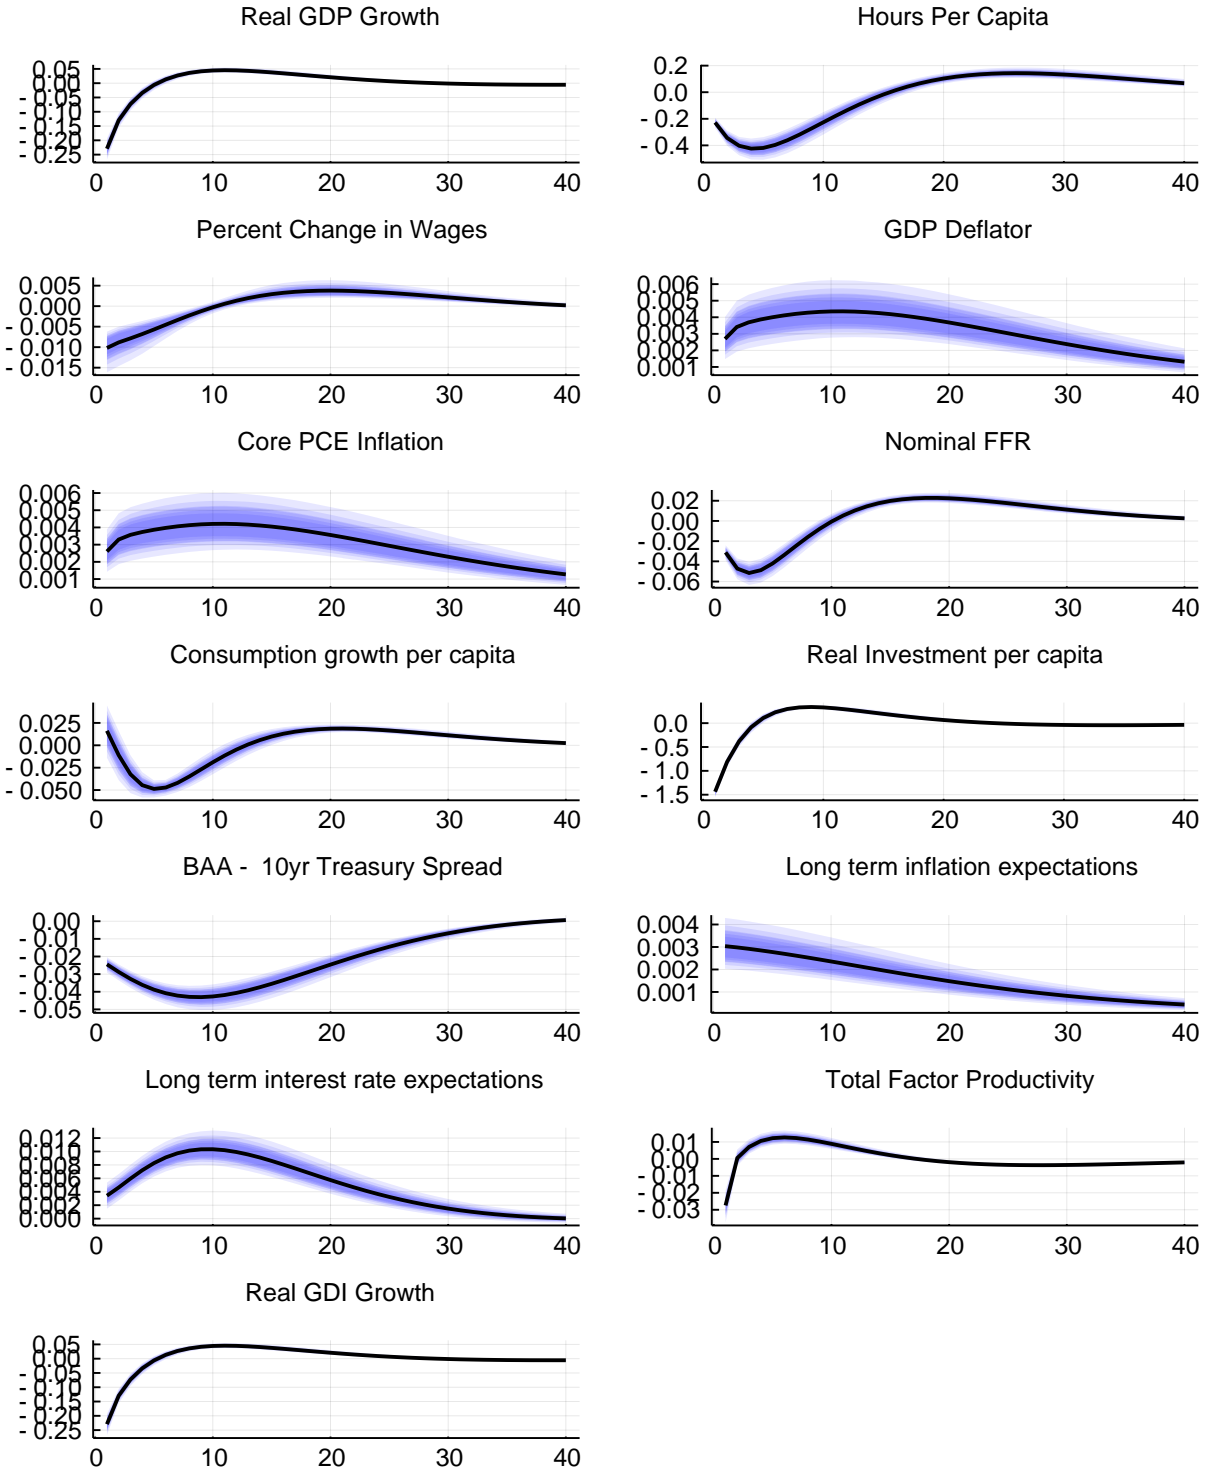 Real GDP Growth
0.05
0.00
- 0.05
- 0.10
- 0.15
- 0.20
- 0.25
0 10 20 30 40
Hours Per Capita
0.2
0.0
- 0.2
- 0.4
0 10 20 30 40
Percent Change in Wages
0.005
0.000
- 0.005
- 0.010
- 0.015
0 10 20 30 40
GDP Deflator
0.006
0.005
0.004
0.003
0.002
0.001
0 10 20 30 40
Core PCE Inflation
0.006
0.005
0.004
0.003
0.002
0.001
0 10 20 30 40
Nominal FFR
0.02
0.00
- 0.02
- 0.04
- 0.06
0 10 20 30 40
Consumption growth per capita
0.025
0.000
- 0.025
- 0.050
0 10 20 30 40
Real Investment per capita
0.0
- 0.5
- 1.0
- 1.5
0 10 20 30 40
BAA - 10yr Treasury Spread
0.00
- 0.01
- 0.02
- 0.03
- 0.04
- 0.05
0 10 20 30 40
Long term inflation expectations
0.004
0.003
0.002
0.001
0 10 20 30 40
Long term interest rate expectations
0.012
0.010
0.008
0.006
0.004
0.002
0.000
0 10 20 30 40
Total Factor Productivity
0.01
0.00
- 0.01
- 0.02
- 0.03
0 10 20 30 40
Real GDI Growth
0.05
0.00
- 0.05
- 0.10
- 0.15
- 0.20
- 0.25
0 10 20 30 40